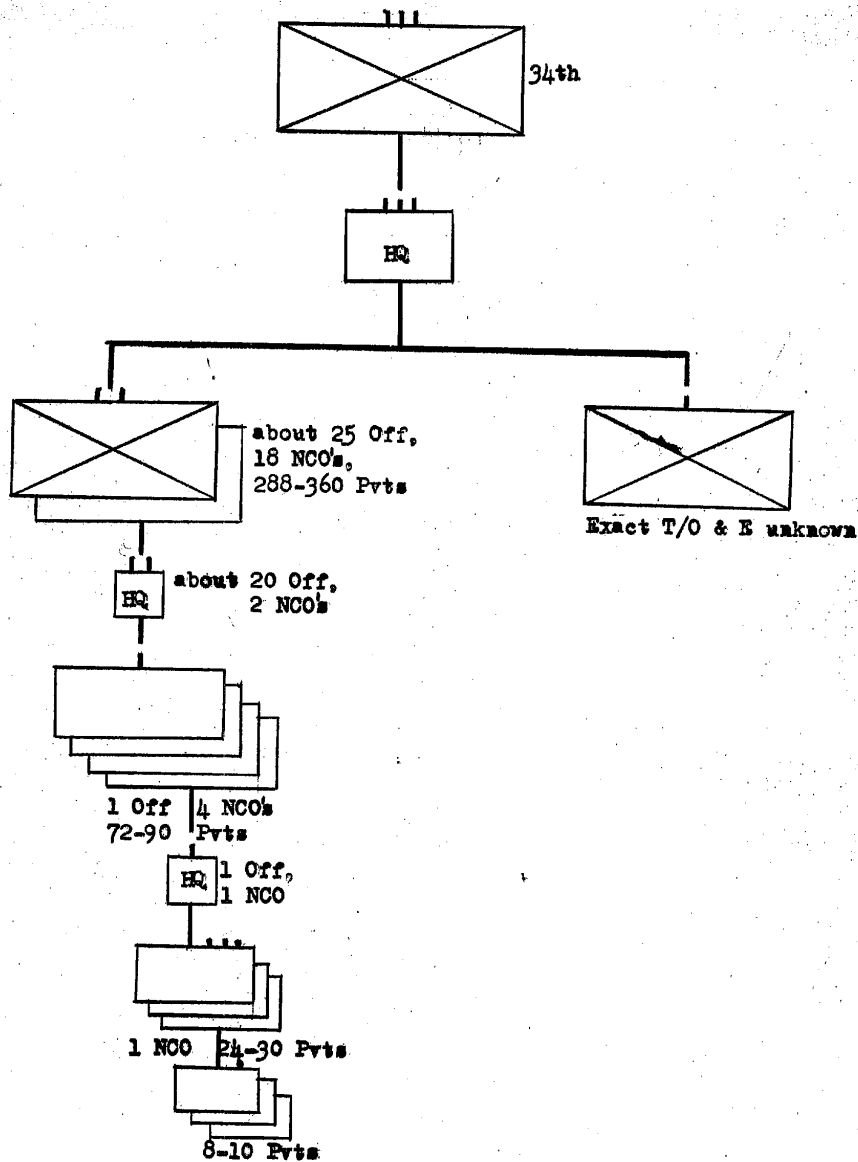 34th
HQ
about 25 Off,
18 NCO's,
288-360 Pvts
Exact T/O & E unknown
HQ
about 20 Off,
2 NCO's
1 Off 4 NCO's
72-90 Pvts
HQ
1 Off,
1 NCO
1 NCO 24-30 Pvts
8-10 Pvts